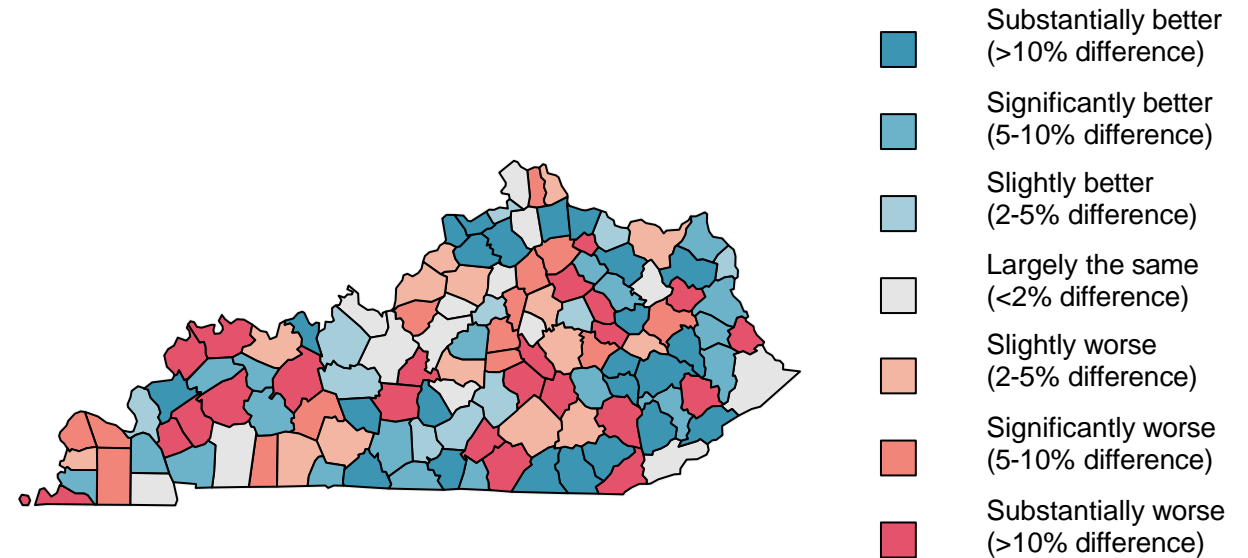 Substantially better
(>10% difference)
Significantly better
(5-10% difference)
Slightly better
(2-5% difference)
Largely the same
(<2% difference)
Slightly worse
(2-5% difference)
Significantly worse
(5-10% difference)
Substantially worse
(>10% difference)